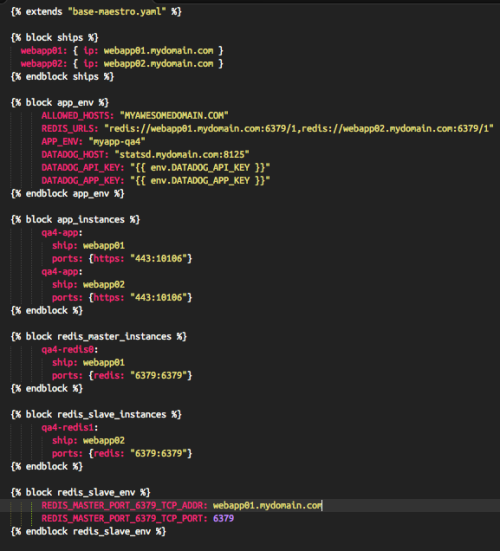 {% extends "base-maestro.yaml" %}
{% block ships %}
webapp01: { ip: webapp01.mydomain.com }
webapp02: { ip: webapp02.mydomain.com }
{% endblock ships %}
{% block app_env %}
ALLOWED_HOSTS: "MYAWESOMEDOMAIN.COM"
REDIS_URLS: "redis://webapp01.mydomain.com:6379/1,redis://webapp02.mydomain.com:6379/1"
APP_ENV: "myapp-qa4"
DATADOG_HOST: "statsd.mydomain.com:8125"
DATADOG_API_KEY: "{{ env.DATADOG_API_KEY }}"
DATADOG_APP_KEY: "{{ env.DATADOG_APP_KEY }}"
{% endblock app_env %}
{% block app_instances %}
qa4-app:
ship: webapp01
ports: {https: "443:10106"}
qa4-app:
ship: webapp02
ports: {https: "443:10106"}
{% endblock %}
{% block redis_master_instances %}
qa4-redis0:
ship: webapp01
ports: {redis: "6379:6379"}
{% endblock %}
{% block redis_slave_instances %}
qa4-redis1:
ship: webapp02
ports: {redis: "6379:6379"}
{% endblock %}
{% block redis_slave_env %}
REDIS_MASTER_PORT_6379_TCP_ADDR: webapp01.mydomain.com
REDIS_MASTER_PORT_6379_TCP_PORT: 6379
{% endblock redis_slave_env %}